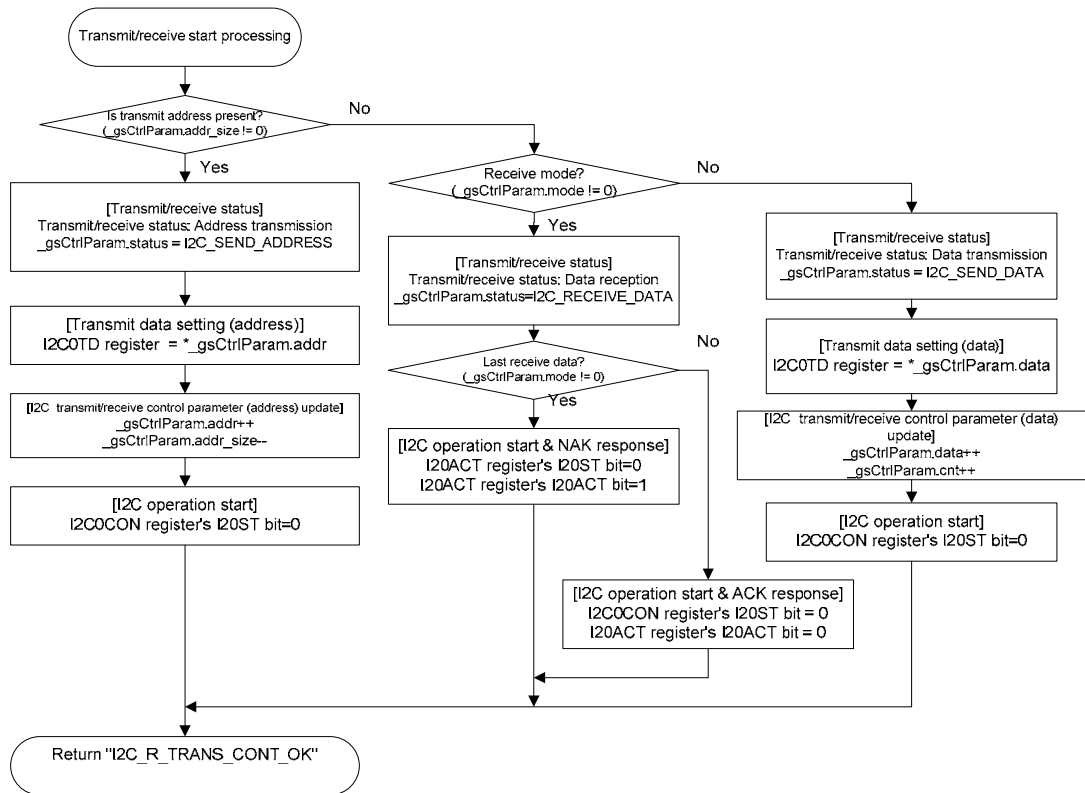 Transmit/receive start processing
Is transmit address present?
(_gsCtrlParam.addr_size != 0)
No
Yes
[Transmit/receive status]
Transmit/receive status: Address transmission
_gsCtrlParam.status = I2C_SEND_ADDRESS
[Transmit data setting (address)]
I2C0TD register = *_gsCtrlParam.addr
[I2C transmit/receive control parameter (address) update]
_gsCtrlParam.addr++
_gsCtrlParam.addr_size--
[I2C operation start]
I2C0CON register's I20ST bit=0
Receive mode?
(_gsCtrlParam.mode != 0)
No
Yes
[Transmit/receive status]
Transmit/receive status: Data reception
_gsCtrlParam.status=I2C_RECEIVE_DATA
Last receive data?
(_gsCtrlParam.mode != 0)
No
Yes
[I2C operation start & NAK response]
I20ACT register's I20ST bit=0
I20ACT register's I20ACT bit=1
[I2C operation start & ACK response]
I2C0CON register's I20ST bit = 0
I20ACT register's I20ACT bit = 0
[Transmit/receive status]
Transmit/receive status: Data transmission
_gsCtrlParam.status = I2C_SEND_DATA
[Transmit data setting (data)]
I2C0TD register = *_gsCtrlParam.data
[I2C transmit/receive control parameter (data)
update]
_gsCtrlParam.data++
_gsCtrlParam.cnt++
[I2C operation start]
I2C0CON register's I20ST bit=0
Return "I2C_R_TRANS_CONT_OK"